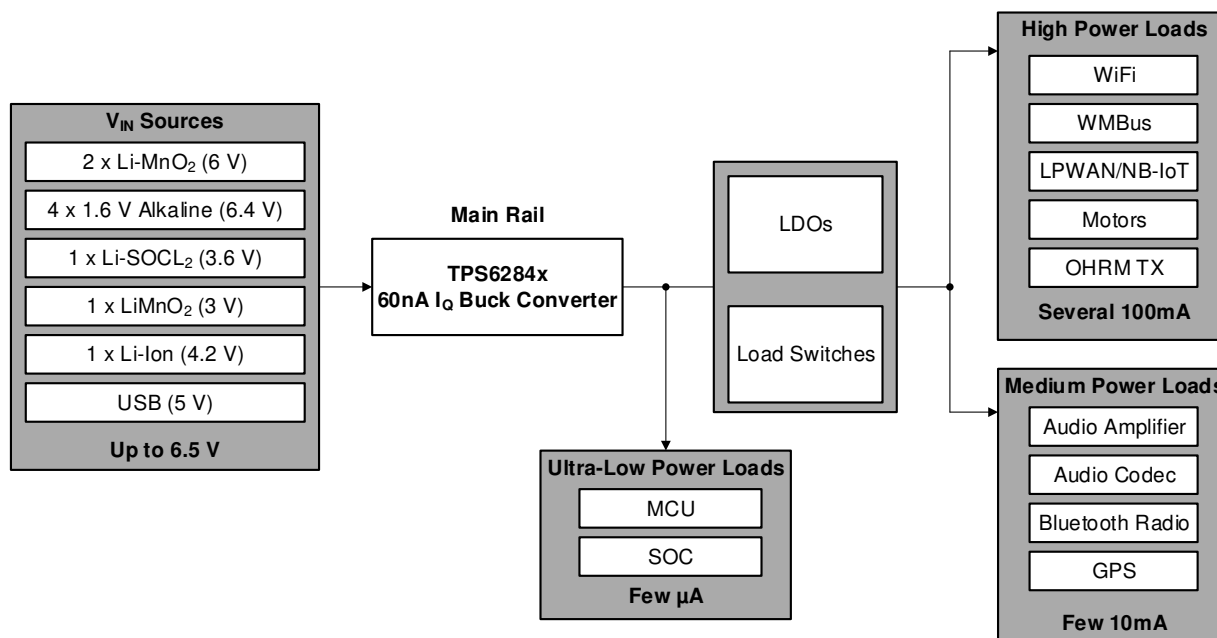 V_IN Sources
2 x Li-MnO₂ (6 V)
4 x 1.6 V Alkaline (6.4 V)
1 x Li-SOCL₂ (3.6 V)
1 x LiMnO₂ (3 V)
1 x Li-Ion (4.2 V)
USB (5 V)
Up to 6.5 V
Main Rail
TPS6284x
60nA I_Q Buck Converter
Ultra-Low Power Loads
MCU
SOC
Few µA
LDOs
Load Switches
High Power Loads
WiFi
WMBus
LPWAN/NB-IoT
Motors
OHRM TX
Several 100mA
Medium Power Loads
Audio Amplifier
Audio Codec
Bluetooth Radio
GPS
Few 10mA